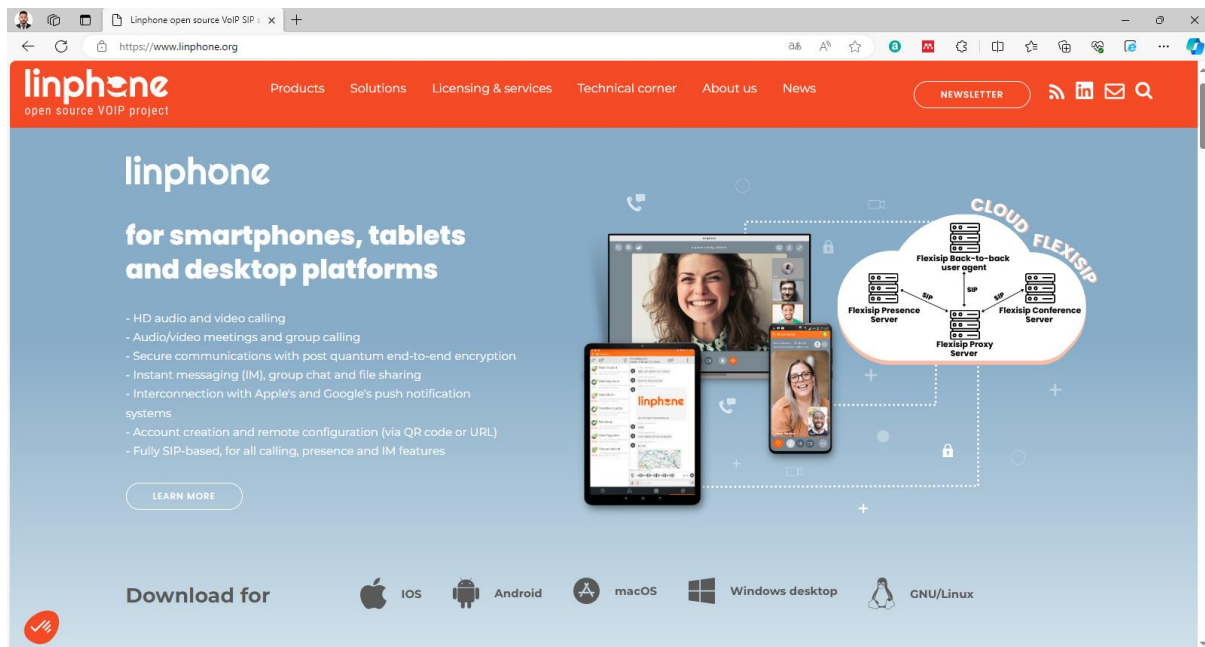 Linphone open source VoIP SIP s
https://www.linphone.org
linphone
open source VOIP project
Products Solutions Licensing & services Technical corner About us News
NEWSLETTER
linphone
for smartphones, tablets
and desktop platforms
- HD audio and video calling
- Audio/video meetings and group calling
- Secure communications with post quantum end-to-end encryption
- Instant messaging (IM), group chat and file sharing
- Interconnection with Apple's and Google's push notification
systems
- Account creation and remote configuration (via QR code or URL)
- Fully SIP-based, for all calling, presence and IM features
LEARN MORE
linphone
CLOUD FLEXISIP
Flexisip Back-to-back
user agent
SIP
SIP
SIP
Flexisip Presence
Server
Flexisip Conference
Server
Flexisip Proxy
Server
Download for
IOS
Android
macOS
Windows desktop
GNU/Linux